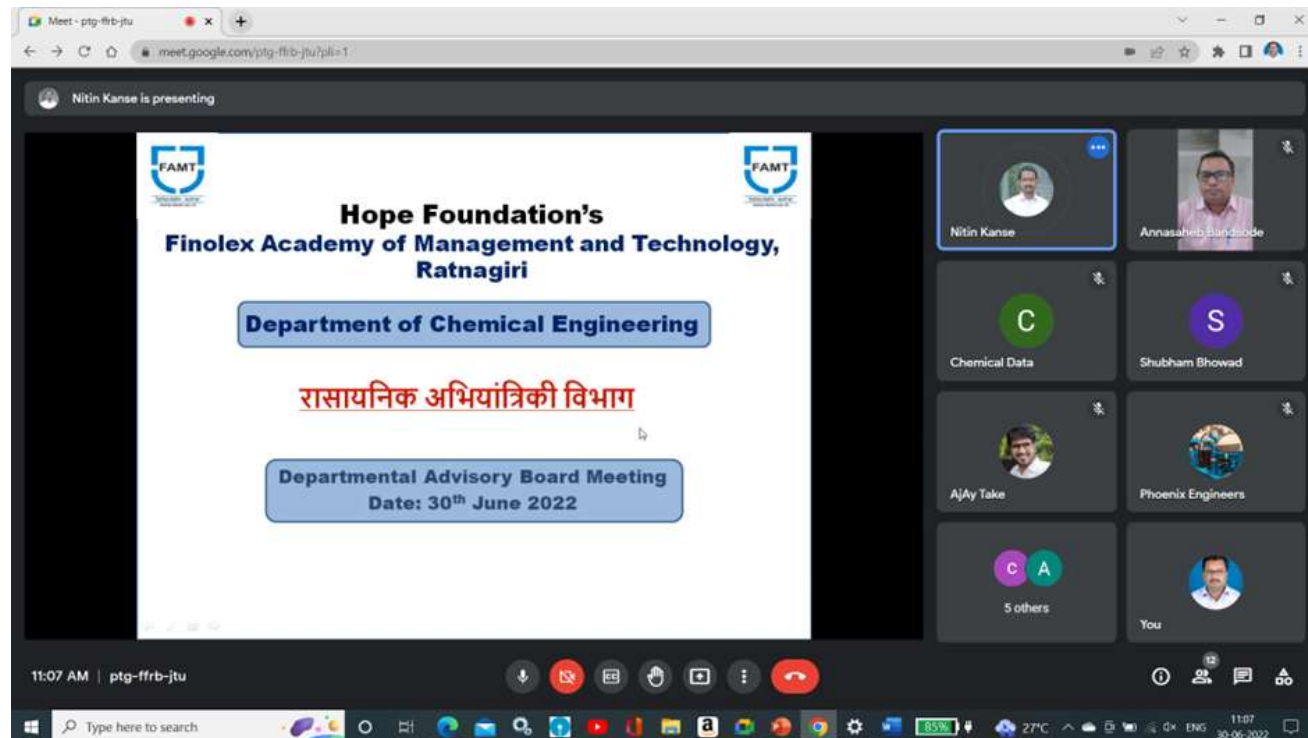 Meet - ptg-ffrb-jtu
meet.google.com/ptg-ffrb-jtu?pli=1
Nitin Kanse is presenting
FAMT
FAMT
Hope Foundation's
Finolex Academy of Management and Technology,
Ratnagiri
Department of Chemical Engineering
रासायनिक अभियांत्रिकी विभाग
Departmental Advisory Board Meeting
Date: 30th June 2022
Nitin Kanse
Annasaheb Bandsode
C
Chemical Data
S
Shubham Bhowad
AjAy Take
Phoenix Engineers
C A
5 others
You
11:07 AM | ptg-ffrb-jtu
CC
12
Type here to search
a
85%
27°C
ENG
11:07
30-06-2022